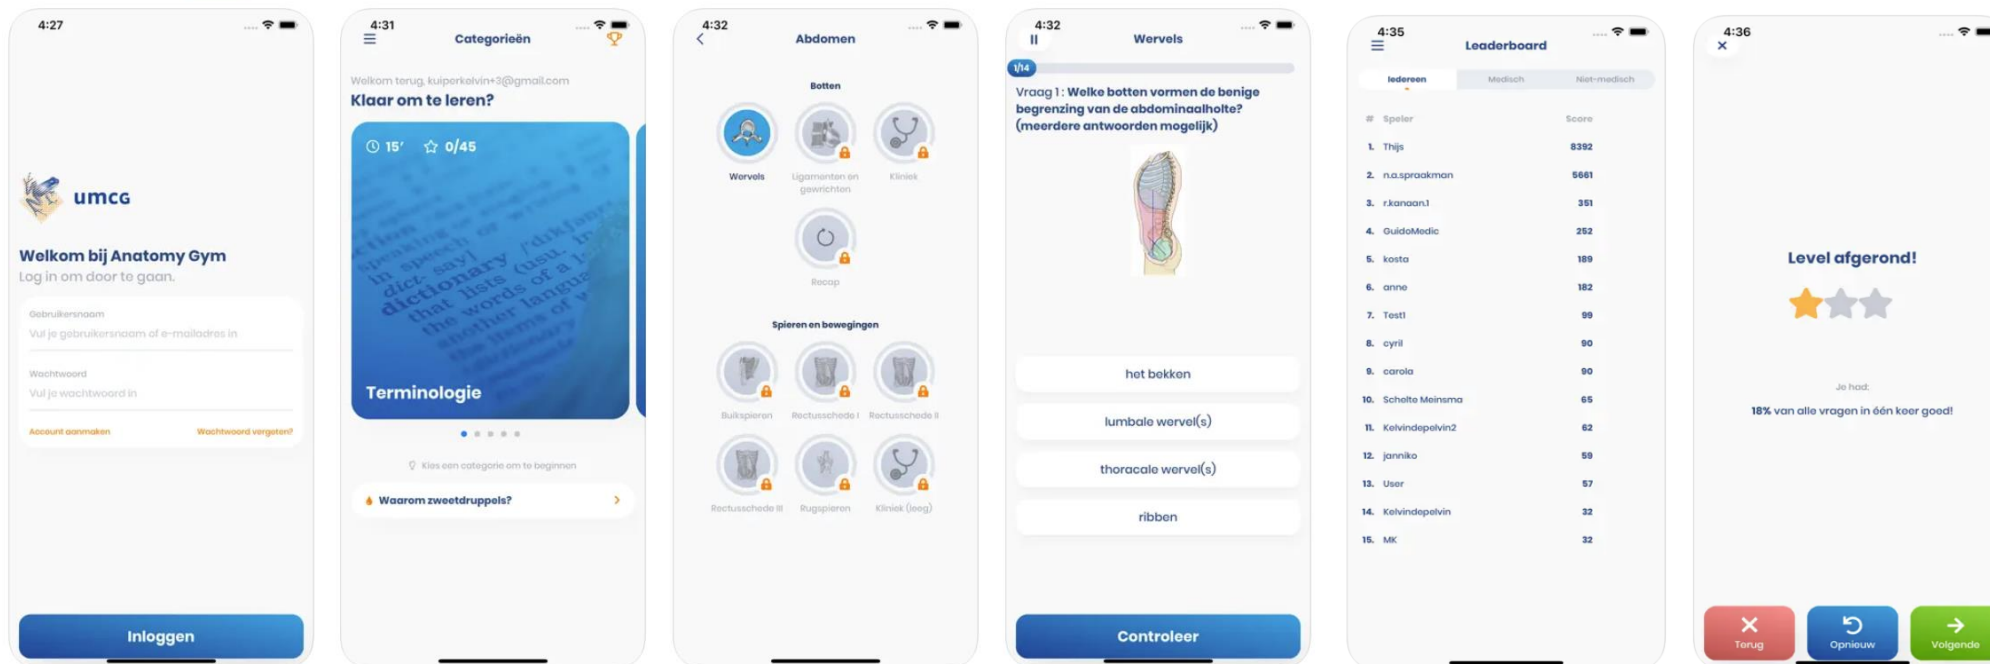 4:27
umcg
Welkom bij Anatomy Gym
Log in om door te gaan.
Gebruikersnaam
Vul je gebruikersnaam of e-mailadres in
Wachtwoord
Vul je wachtwoord in
Account aanmaken Wachtwoord vergeten?
Inloggen
4:31
Categorieën
Welkom terug, kuiperkelvin+3@gmail.com
Klaar om te leren?
15' 0/45
dictionary
Terminologie
Kies een categorie om te beginnen
Waarom zweetdruppels?
4:32
Abdomen
Botten
Wervels Ligamenten en gewrichten Kliniek
Recap
Spieren en bewegingen
Buikspieren Rectusschede I Rectusschede II
Rectusschede III Rugspieren Kliniek (leeg)
4:32
Wervels
1/14
Vraag 1: Welke botten vormen de benige
begrenzing van de abdominaalholte?
(meerdere antwoorden mogelijk)
het bekken
lumbale wervel(s)
thoracale wervel(s)
ribben
Controleer
4:35
Leaderboard
Iedereen Medisch Niet-medisch
# Speler Score
1. Thijs 8392
2. n.a.spraakman 5661
3. r.kanaan.1 351
4. GuidoMedic 252
5. kosta 189
6. anne 182
7. Test1 99
8. cyril 90
9. carola 90
10. Schelte Meinsma 65
11. Kelvindepelvin2 62
12. janniko 59
13. User 57
14. Kelvindepelvin 32
15. MK 32
4:36
Level afgerond!
Je had:
18% van alle vragen in één keer goed!
Terug Opnieuw Volgende